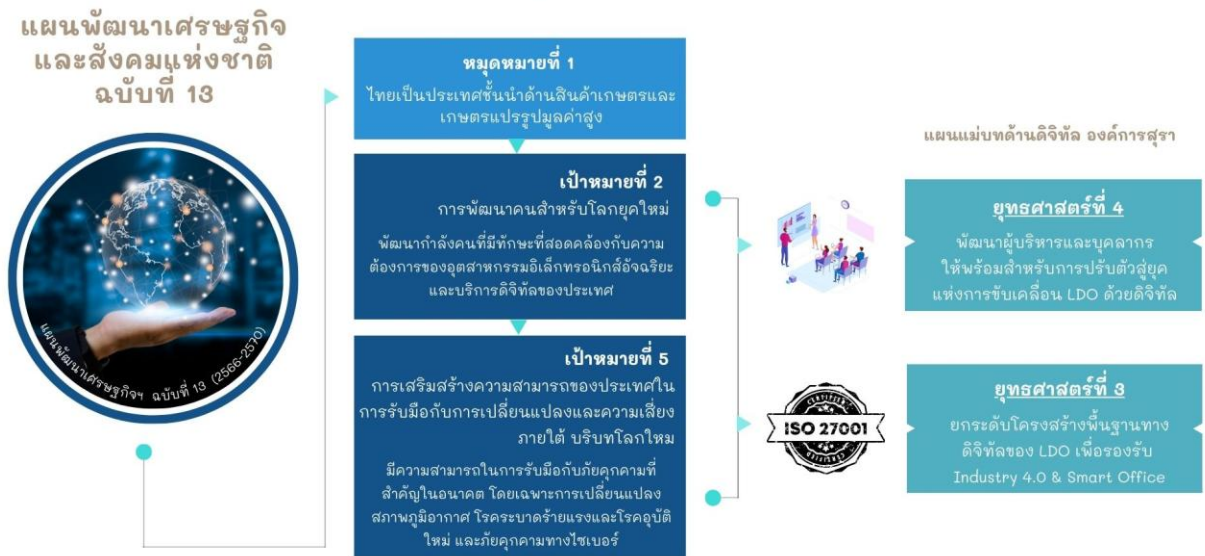 แผนพัฒนาเศรษฐกิจ
และสังคมแห่งชาติ
ฉบับที่ 13
แผนพัฒนาเศรษฐกิจฯ ฉบับที่ 13 (2566-2570)
หมุดหมายที่ 1
ไทยเป็นประเทศชั้นนำด้านสินค้าเกษตรและ
เกษตรแปรรูปมูลค่าสูง
เป้าหมายที่ 2
การพัฒนาคนสำหรับโลกยุคใหม่
พัฒนากำลังคนที่มีทักษะที่สอดคล้องกับความ
ต้องการของอุตสาหกรรมอิเล็กทรอนิกส์อัจฉริยะ
และบริการดิจิทัลของประเทศ
เป้าหมายที่ 5
การเสริมสร้างความสามารถของประเทศใน
การรับมือกับการเปลี่ยนแปลงและความเสี่ยง
ภายใต้ บริบทโลกใหม
มีความสามารถในการรับมือกับภัยคุกคามที่
สำคัญในอนาคต โดยเฉพาะการเปลี่ยนแปลง
สภาพภูมิอากาศ โรคระบาดร้ายแรงและโรคอุบัติ
ใหม่ และภัยคุกคามทางไซเบอร์
แผนแม่บทด้านดิจิทัล องค์การสุรา
ยุทธศาสตร์ที่ 4
พัฒนาผู้บริหารและบุคลากร
ให้พร้อมสำหรับการปรับตัวสู่ยุค
แห่งการขับเคลื่อน LDO ด้วยดิจิทัล
CERTIFIED
ISO 27001
CERTIFIED
ยุทธศาสตร์ที่ 3
ยกระดับโครงสร้างพื้นฐานทาง
ดิจิทัลของ LDO เพื่อรองรับ
Industry 4.0 & Smart Office